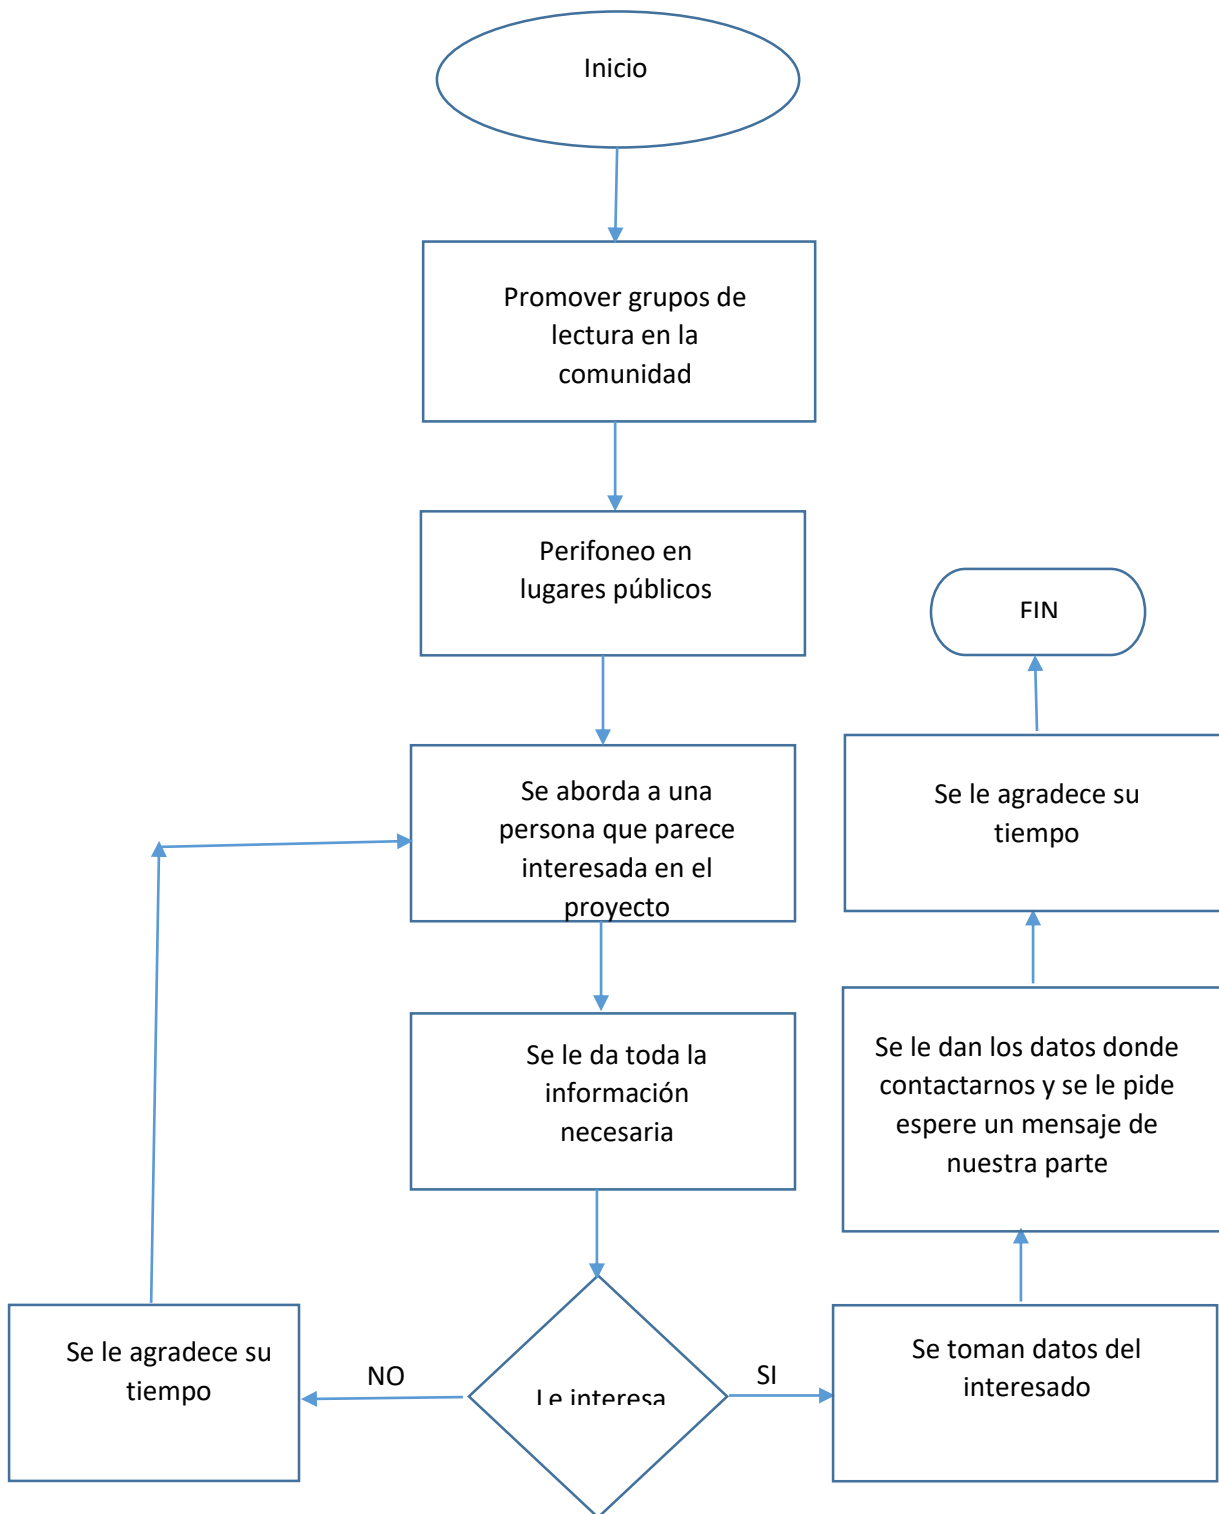 Inicio
Promover grupos de
lectura en la
comunidad
Perifoneo en
lugares públicos
FIN
Se aborda a una
persona que parece
interesada en el
proyecto
Se le agradece su
tiempo
Se le da toda la
información
necesaria
Se le dan los datos donde
contactarnos y se le pide
espere un mensaje de
nuestra parte
Se le agradece su
tiempo
NO
Le interesa
SI
Se toman datos del
interesado